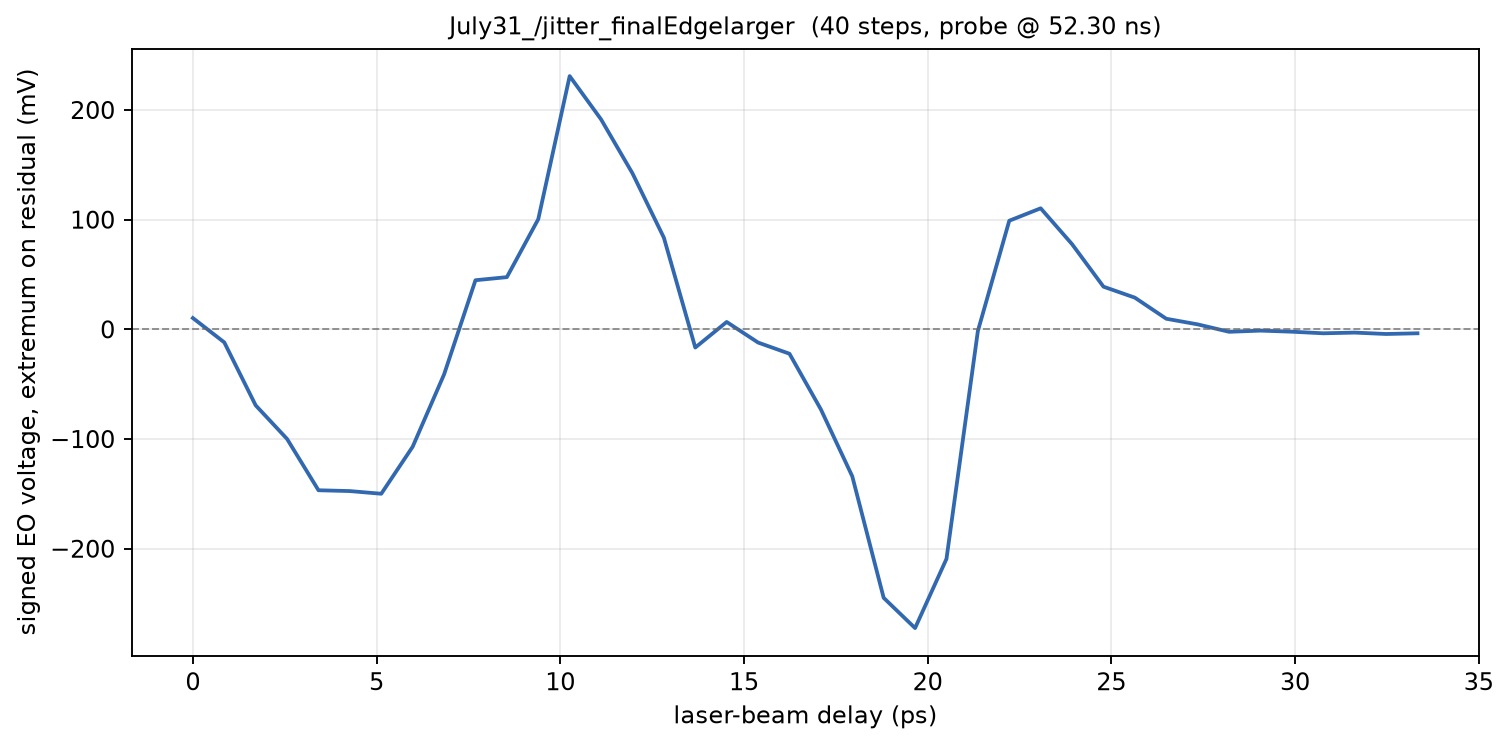 July31_/jitter_finalEdgelarger (40 steps, probe @ 52.30 ns)
signed EO voltage, extremum on residual (mV)
200
100
0
−100
−200
0 5 10 15 20 25 30 35
laser-beam delay (ps)